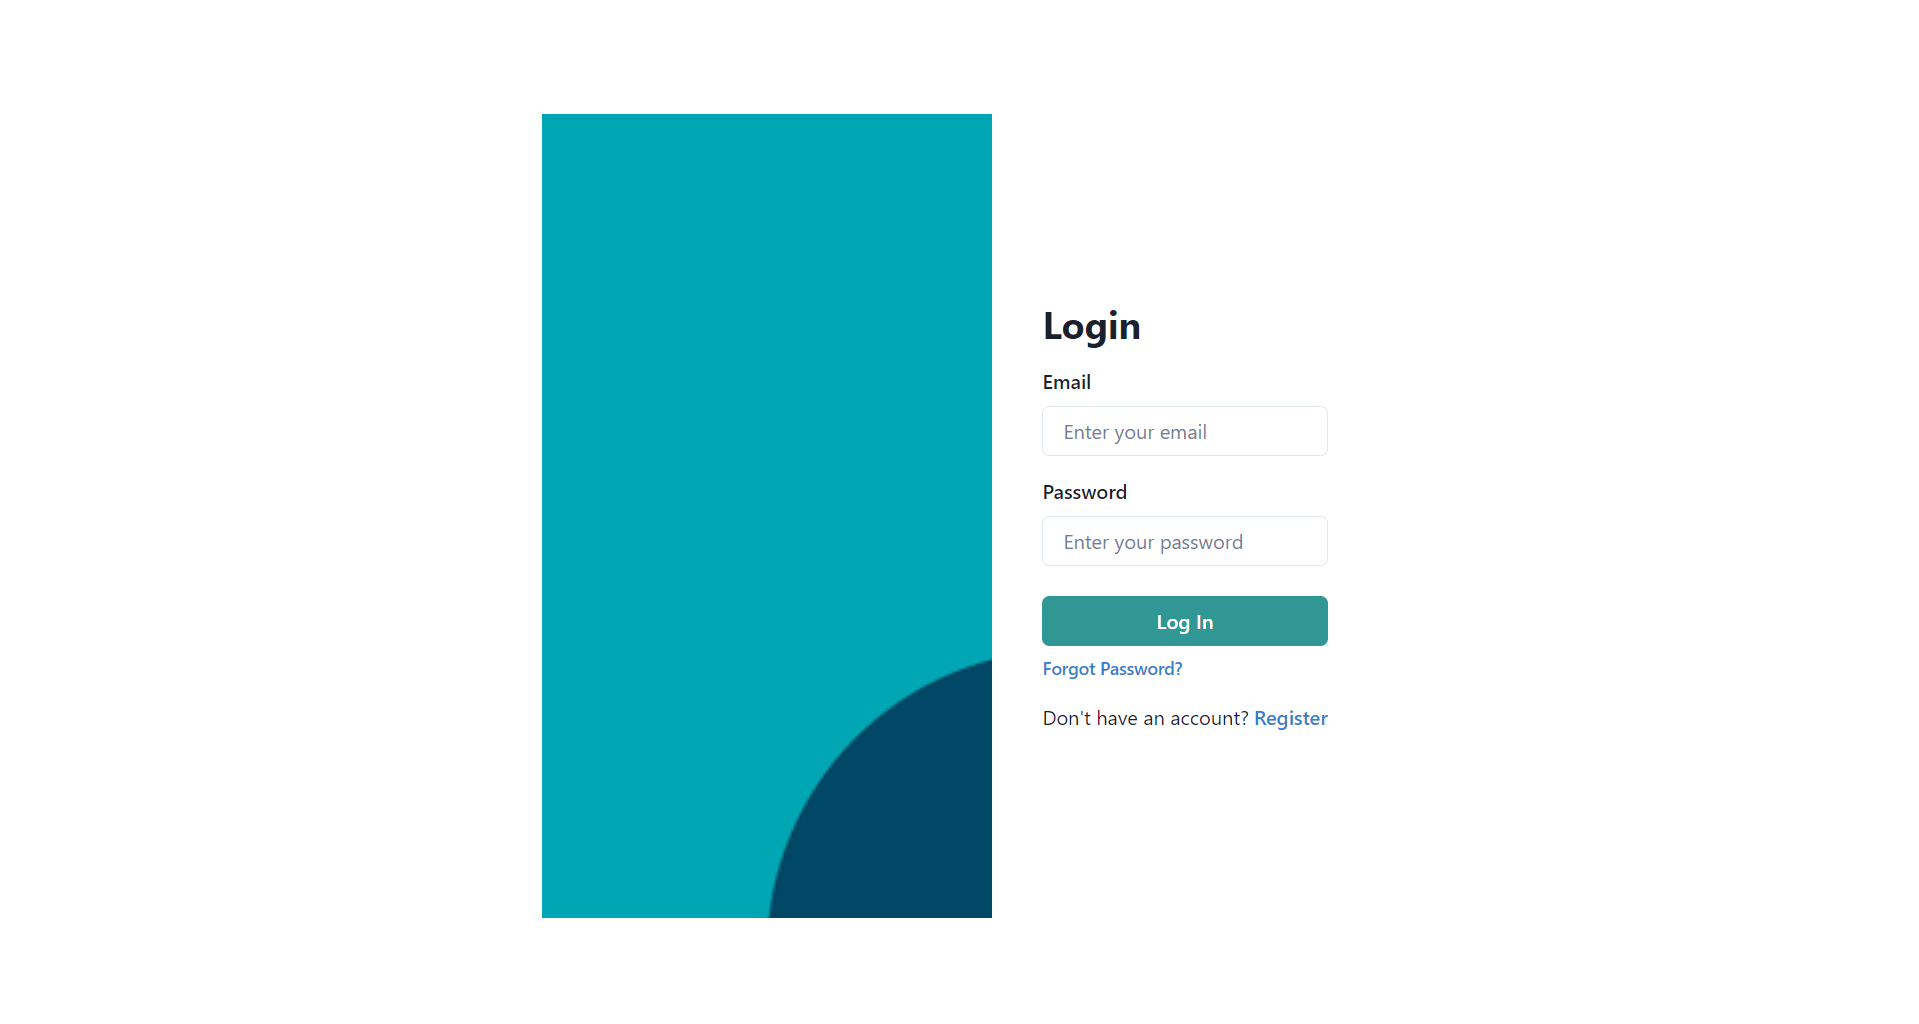 Login
Email
Enter your email
Password
Enter your password
Log In
Forgot Password?
Don't have an account? Register